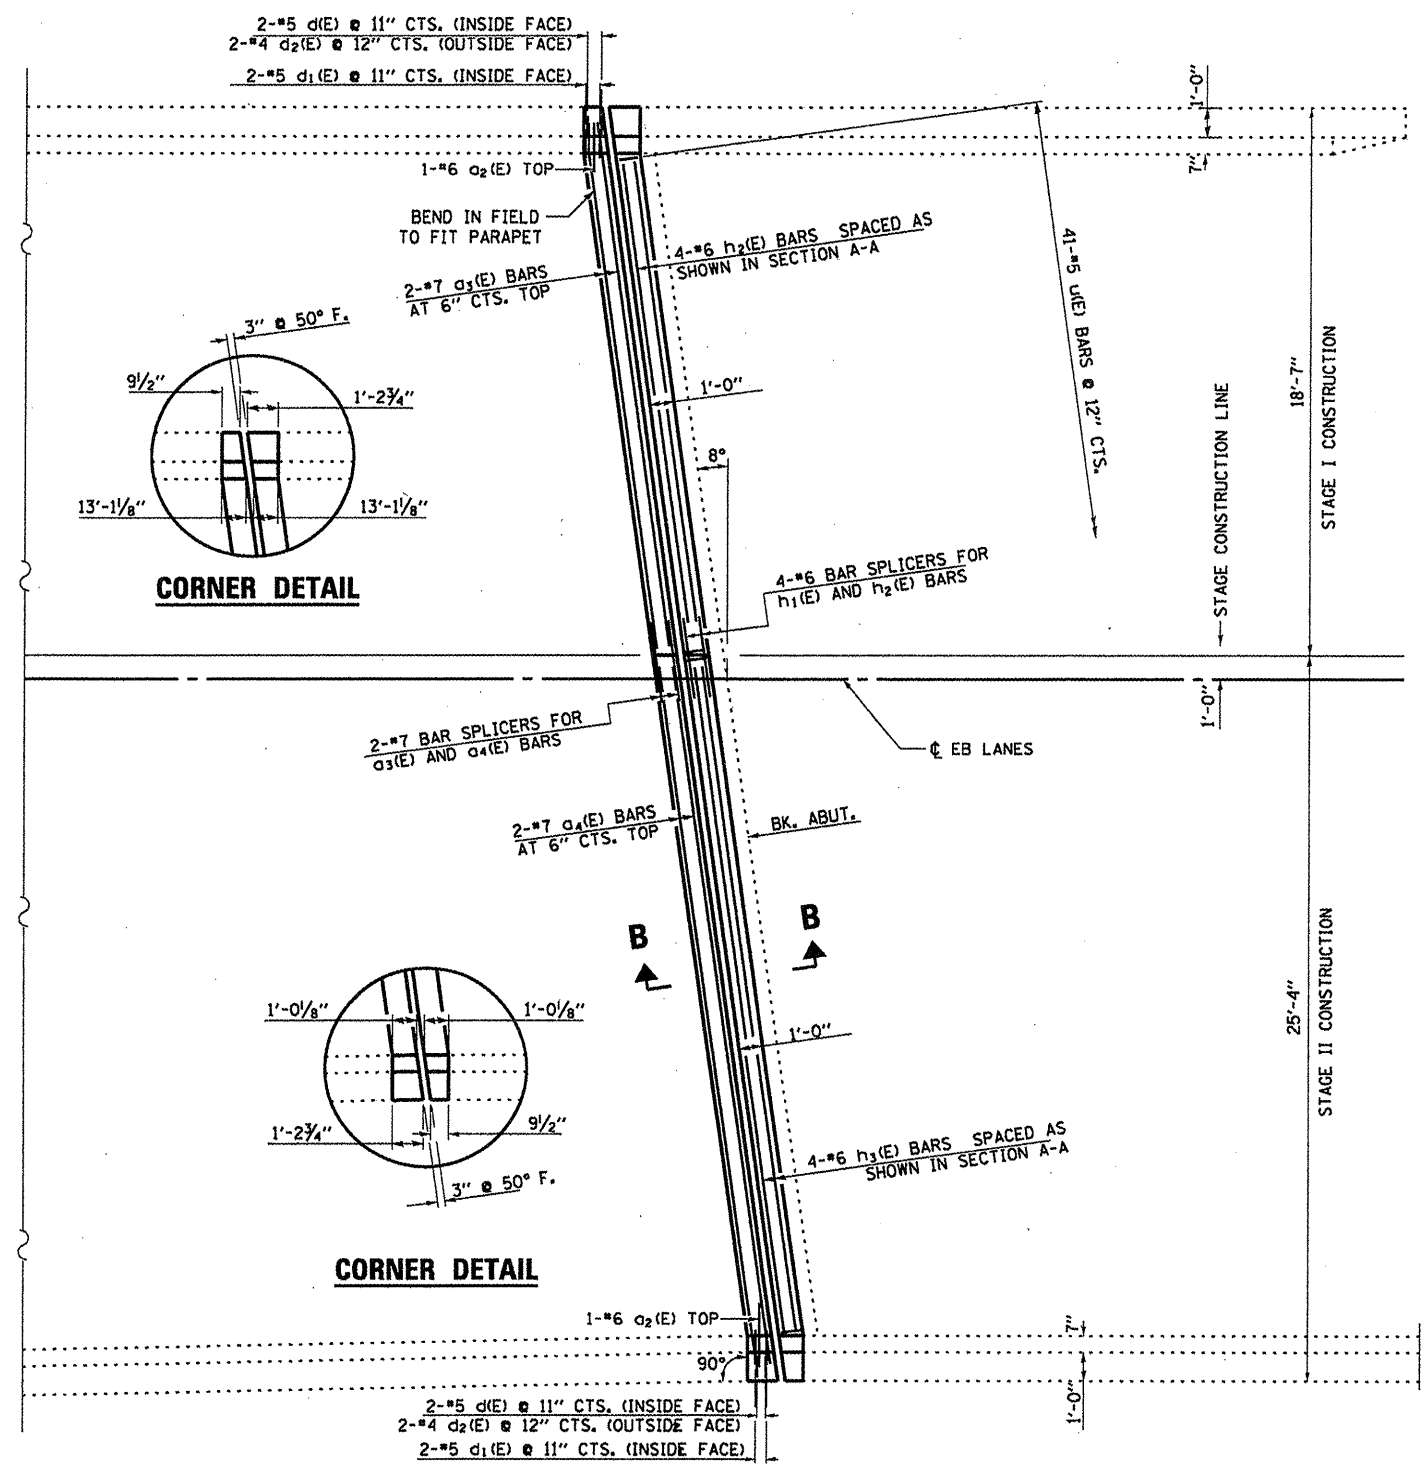 2-#5 d(E) @ 11" CTS. (INSIDE FACE)
2-#4 d2(E) @ 12" CTS. (OUTSIDE FACE)
2-#5 d1(E) @ 11" CTS. (INSIDE FACE)
1'-0"
7"
1-#6 a2(E) TOP
BEND IN FIELD
TO FIT PARAPET
4-#6 h2(E) BARS SPACED AS
SHOWN IN SECTION A-A
2-#7 a3(E) BARS
AT 6" CTS. TOP
41-#5 u(E) BARS @ 12" CTS.
3" @ 50° F.
9½"
1'-2¾"
13'-1⅛"
13'-1⅛"
CORNER DETAIL
1'-0"
8°
18'-7"
STAGE I CONSTRUCTION
STAGE CONSTRUCTION LINE
4-#6 BAR SPLICERS FOR
h1(E) AND h2(E) BARS
1'-0"
2-#7 BAR SPLICERS FOR
a3(E) AND a4(E) BARS
℄ EB LANES
2-#7 a4(E) BARS
AT 6" CTS. TOP
BK. ABUT.
B
B
25'-4"
STAGE II CONSTRUCTION
1'-0⅛"
1'-0⅛"
1'-2¾"
9½"
3" @ 50° F.
CORNER DETAIL
1'-0"
4-#6 h3(E) BARS SPACED AS
SHOWN IN SECTION A-A
1-#6 a2(E) TOP
90°
7"
1'-0"
2-#5 d(E) @ 11" CTS. (INSIDE FACE)
2-#4 d2(E) @ 12" CTS. (OUTSIDE FACE)
2-#5 d1(E) @ 11" CTS. (INSIDE FACE)